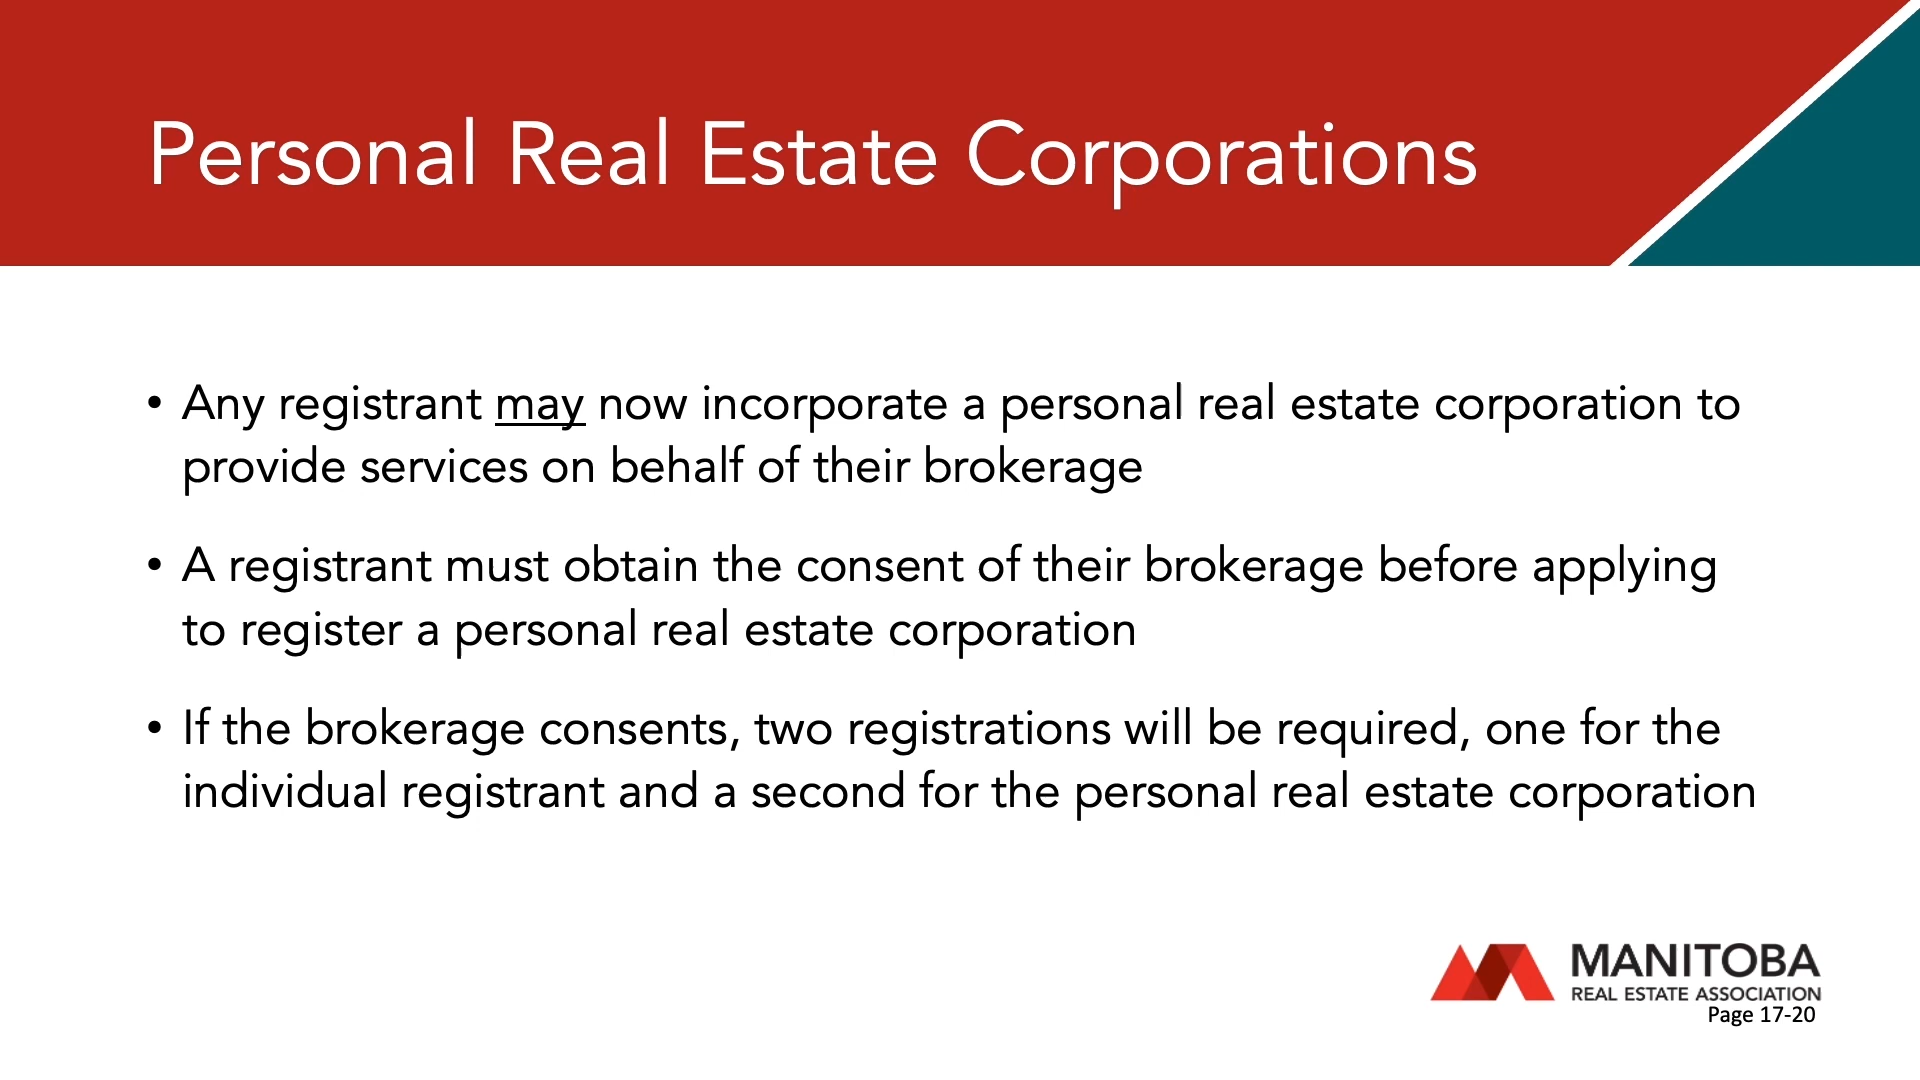 Personal Real Estate Corporations
• Any registrant may now incorporate a personal real estate corporation to
provide services on behalf of their brokerage
• A registrant must obtain the consent of their brokerage before applying
to register a personal real estate corporation
• If the brokerage consents, two registrations will be required, one for the
individual registrant and a second for the personal real estate corporation
MANITOBA
REAL ESTATE ASSOCIATION
Page 17-20